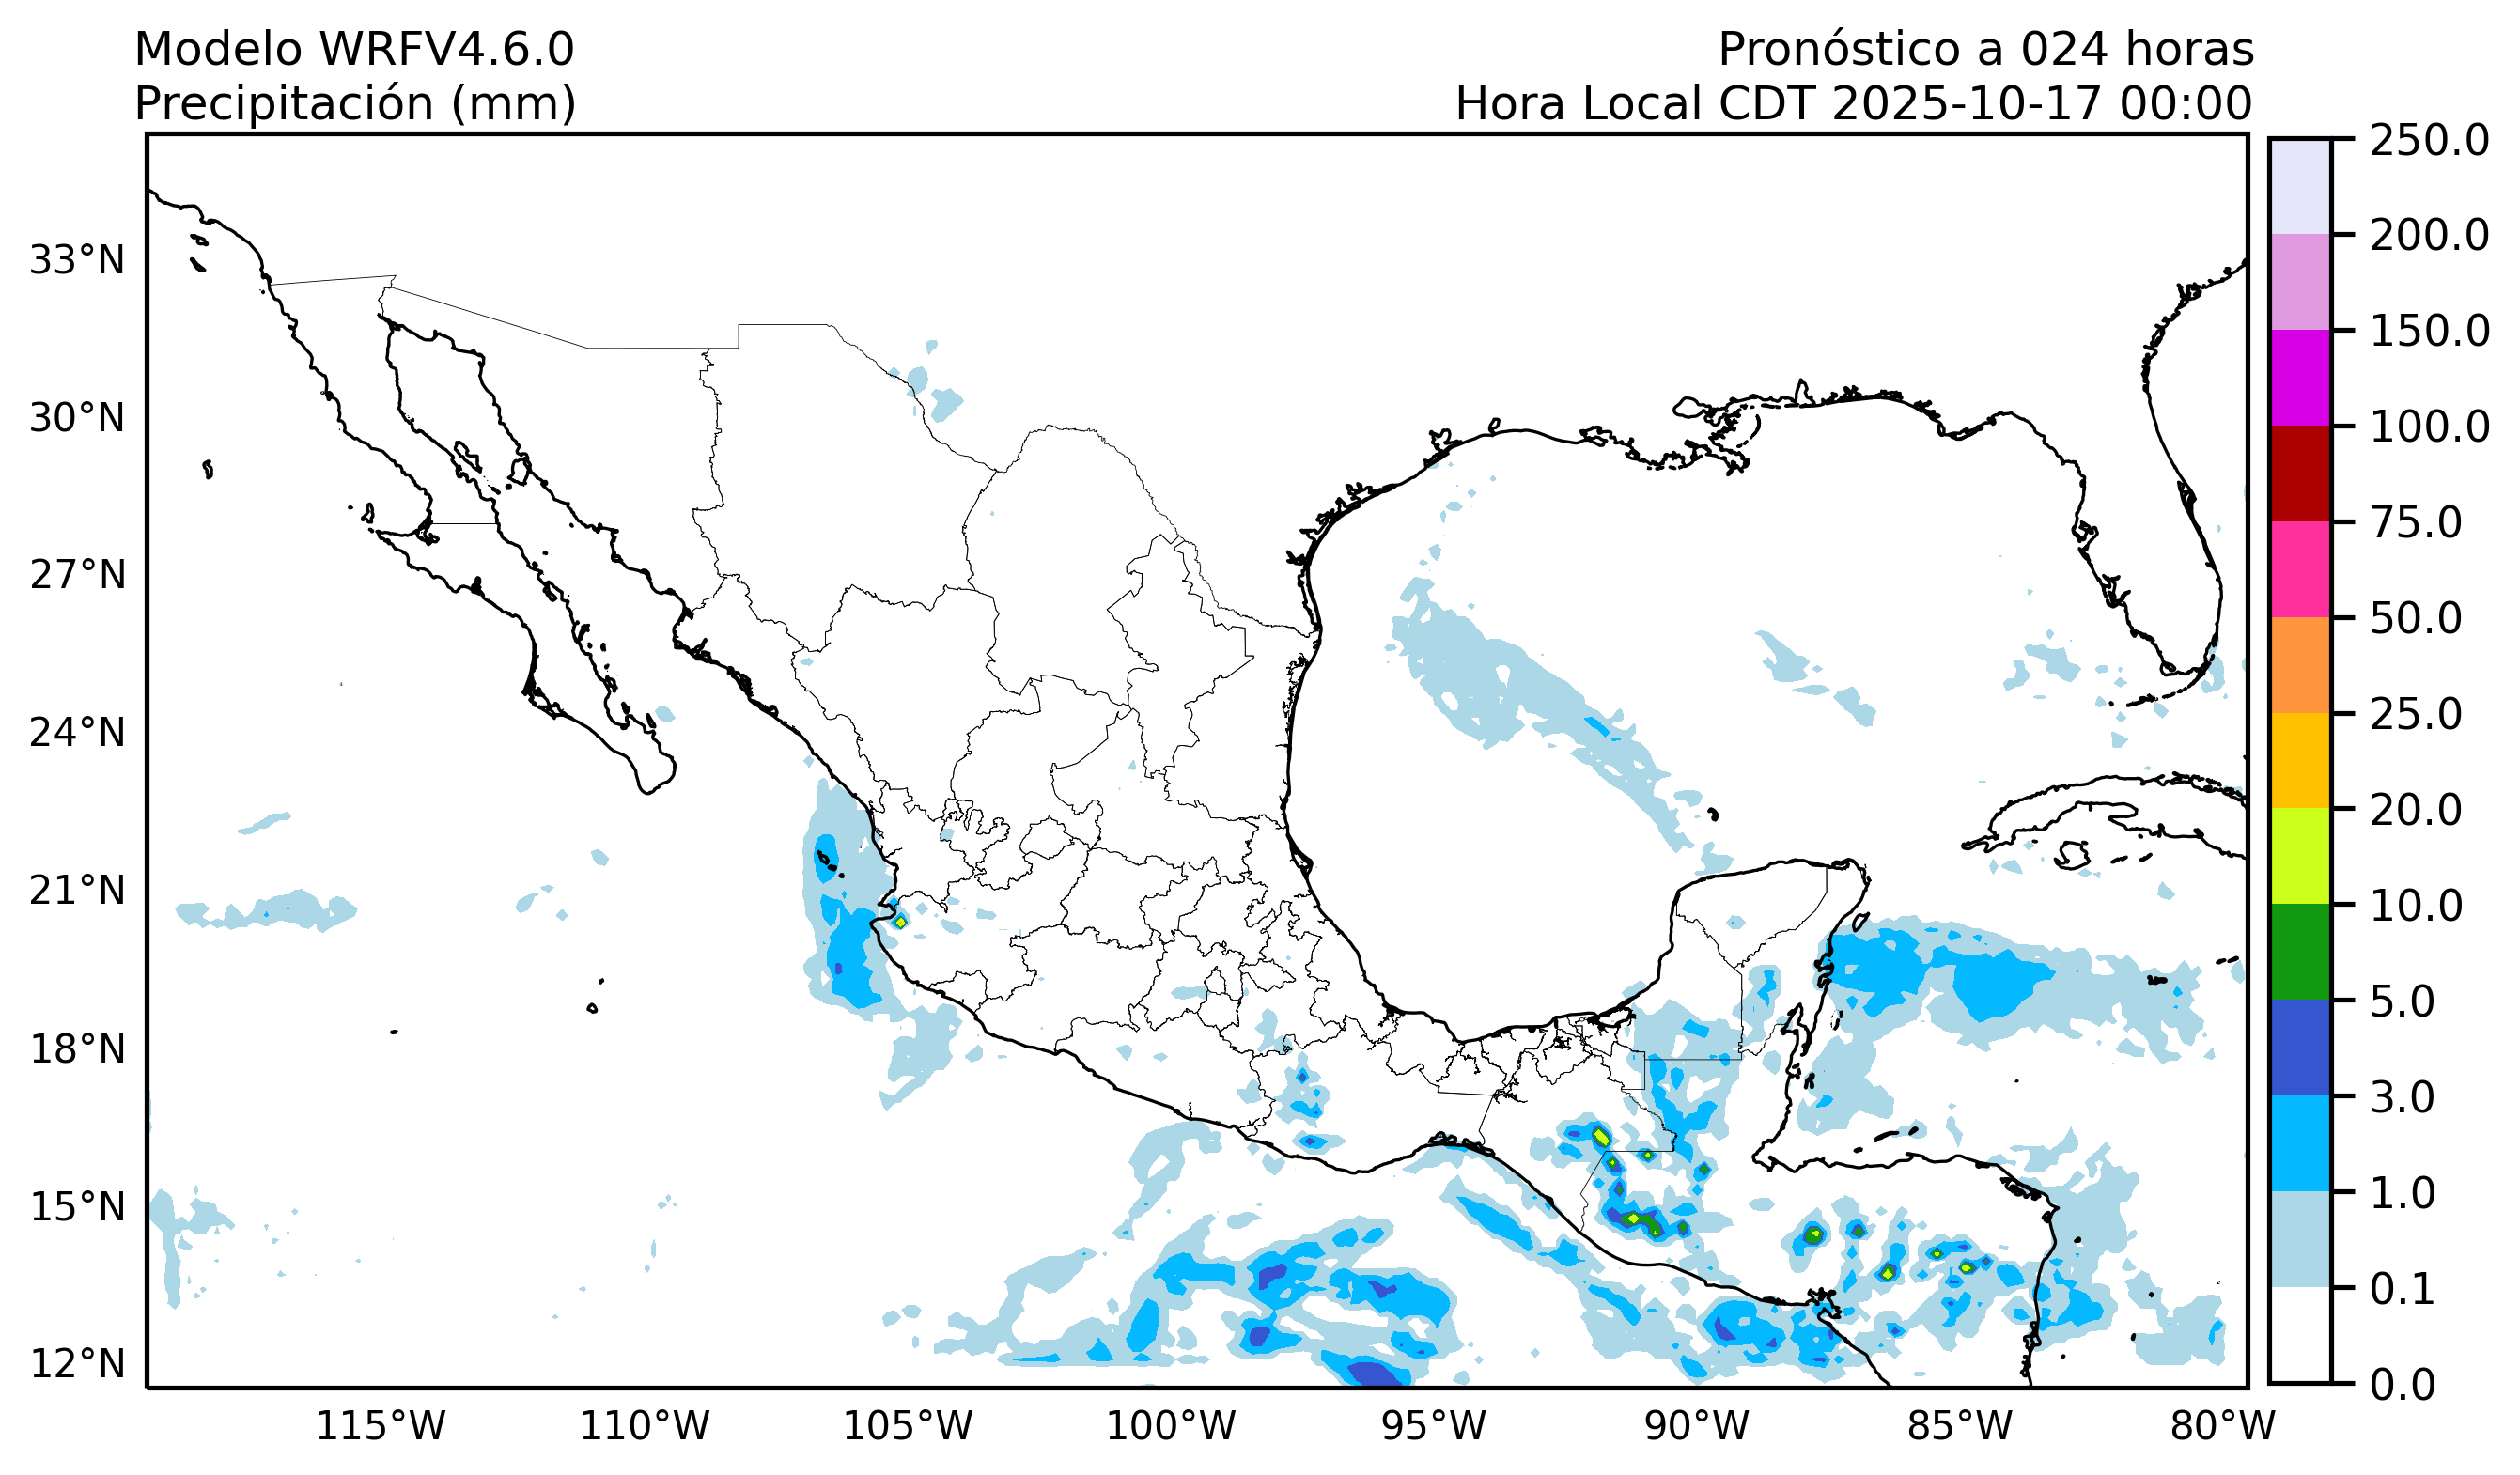 Modelo WRFV4.6.0
Precipitación (mm)
Pronóstico a 024 horas
Hora Local CDT 2025-10-17 00:00
33°N
30°N
27°N
24°N
21°N
18°N
15°N
12°N
115°W
110°W
105°W
100°W
95°W
90°W
85°W
80°W
250.0
200.0
150.0
100.0
75.0
50.0
25.0
20.0
10.0
5.0
3.0
1.0
0.1
0.0